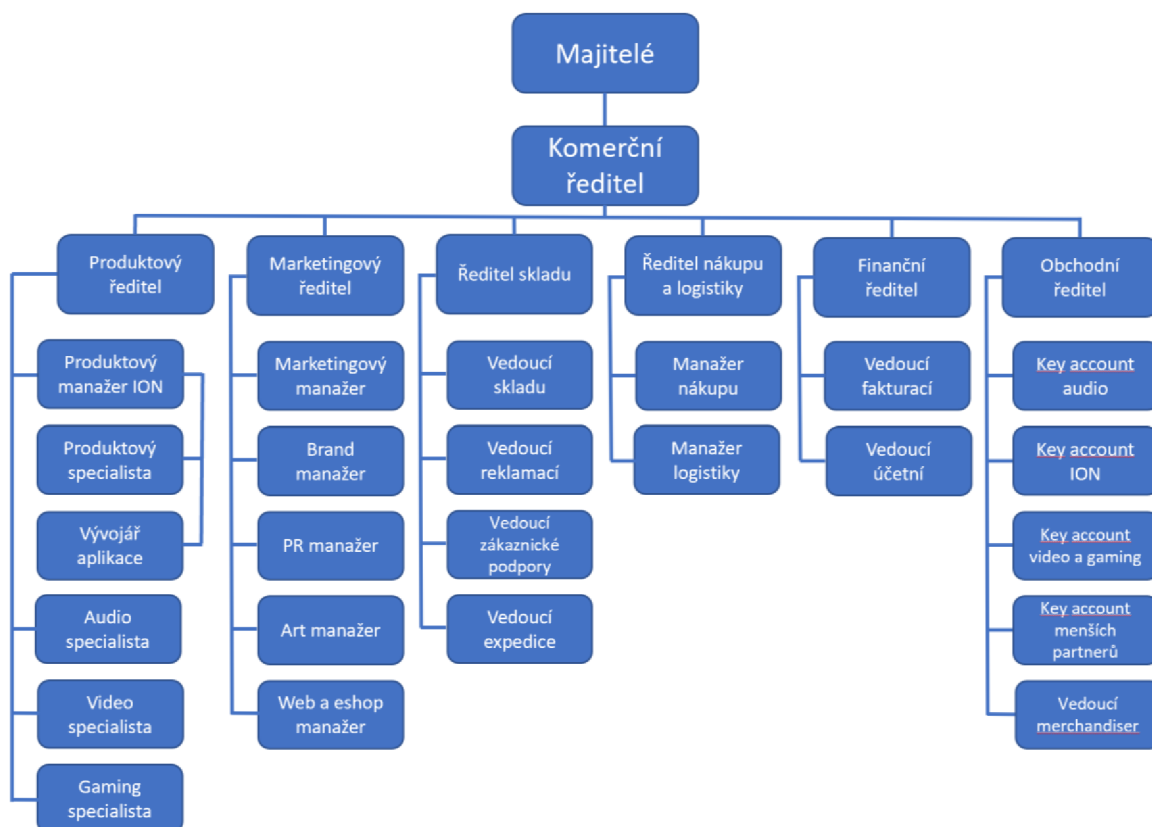 Majitelé
Komerční
ředitel
Produktový
ředitel
Marketingový
ředitel
Ředitel skladu
Ředitel nákupu
a logistiky
Finanční
ředitel
Obchodní
ředitel
Produktový
manažer ION
Produktový
specialista
Vývojář
aplikace
Audio
specialista
Video
specialista
Gaming
specialista
Marketingový
manažer
Brand
manažer
PR manažer
Art manažer
Web a eshop
manažer
Vedoucí
skladu
Vedoucí
reklamací
Vedoucí
zákaznické
podpory
Vedoucí
expedice
Manažer
nákupu
Manažer
logistiky
Vedoucí
fakturací
Vedoucí
účetní
Key account
audio
Key account
ION
Key account
video a gaming
Key account
menších
partnerů
Vedoucí
merchandiser